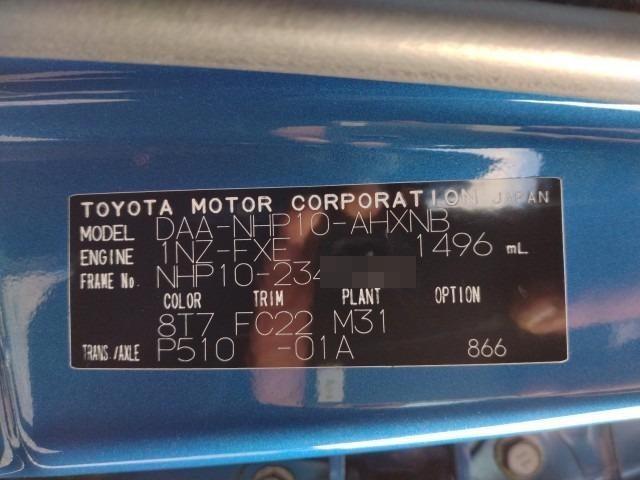 TOYOTA MOTOR CORPORATION JAPAN
MODEL DAA-NHP10-AHXNB
ENGINE 1NZ-FXE 1496 mL
FRAME No. NHP10-234
COLOR TRIM PLANT OPTION
8T7 FC22 M31
TRANS./AXLE P510 -01A 866